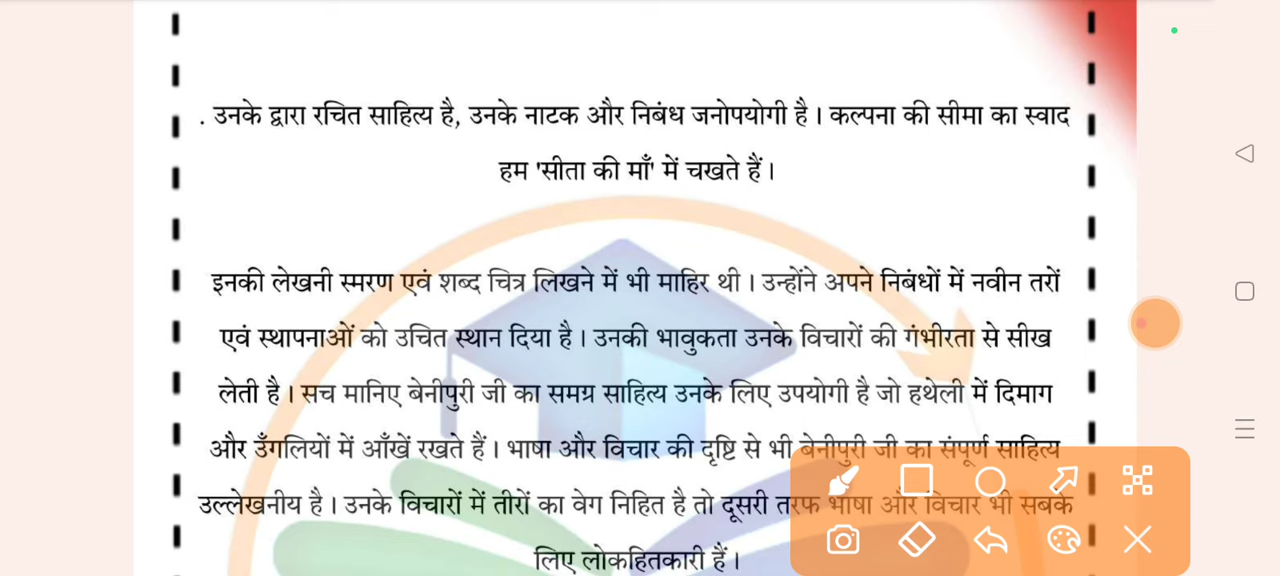 . उनके द्वारा रचित साहित्य है, उनके नाटक और निबंध जनोपयोगी है। कल्पना की सीमा का स्वाद
हम 'सीता की माँ' में चखते हैं।
इनकी लेखनी स्मरण एवं शब्द चित्र लिखने में भी माहिर थी। उन्होंने अपने निबंधों में नवीन तरों
एवं स्थापनाओं को उचित स्थान दिया है। उनकी भावुकता उनके विचारों की गंभीरता से सीख
लेती है। सच मानिए बेनीपुरी जी का समग्र साहित्य उनके लिए उपयोगी है जो हथेली में दिमाग
और उँगलियों में आँखें रखते हैं। भाषा और विचार की दृष्टि से भी बेनीपुरी जी का संपूर्ण साहित्य
उल्लेखनीय है। उनके विचारों में तीरों का वेग निहित है तो दूसरी तरफ भाषा और विचार भी सबके
लिए लोकहितकारी हैं।